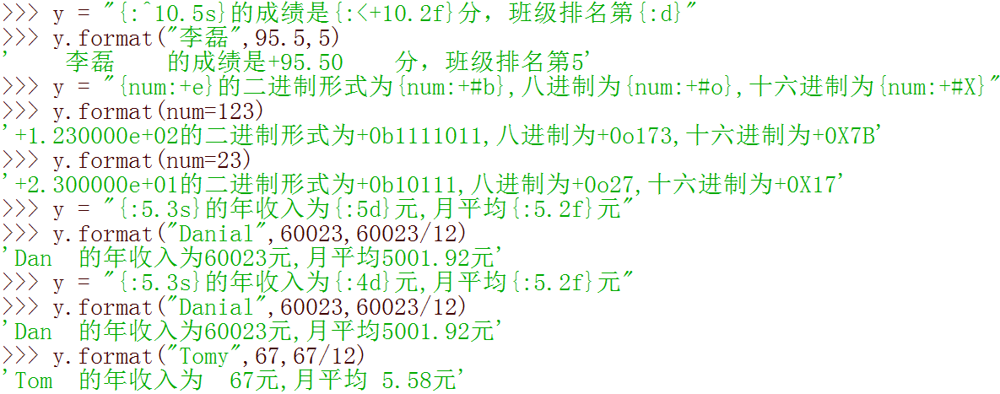 >>> y = "{:^10.5s}的成绩是{:<+10.2f}分，班级排名第{:d}"
>>> y.format("李磊",95.5,5)
'    李磊    的成绩是+95.50    分，班级排名第5'
>>> y = "{num:+e}的二进制形式为{num:+#b},八进制为{num:+#o},十六进制为{num:+#X}"
>>> y.format(num=123)
'+1.230000e+02的二进制形式为+0b1111011,八进制为+0o173,十六进制为+0X7B'
>>> y.format(num=23)
'+2.300000e+01的二进制形式为+0b10111,八进制为+0o27,十六进制为+0X17'
>>> y = "{:5.3s}的年收入为{:5d}元,月平均{:5.2f}元"
>>> y.format("Danial",60023,60023/12)
'Dan  的年收入为60023元,月平均5001.92元'
>>> y = "{:5.3s}的年收入为{:4d}元,月平均{:5.2f}元"
>>> y.format("Danial",60023,60023/12)
'Dan  的年收入为60023元,月平均5001.92元'
>>> y.format("Tomy",67,67/12)
'Tom  的年收入为  67元,月平均 5.58元'